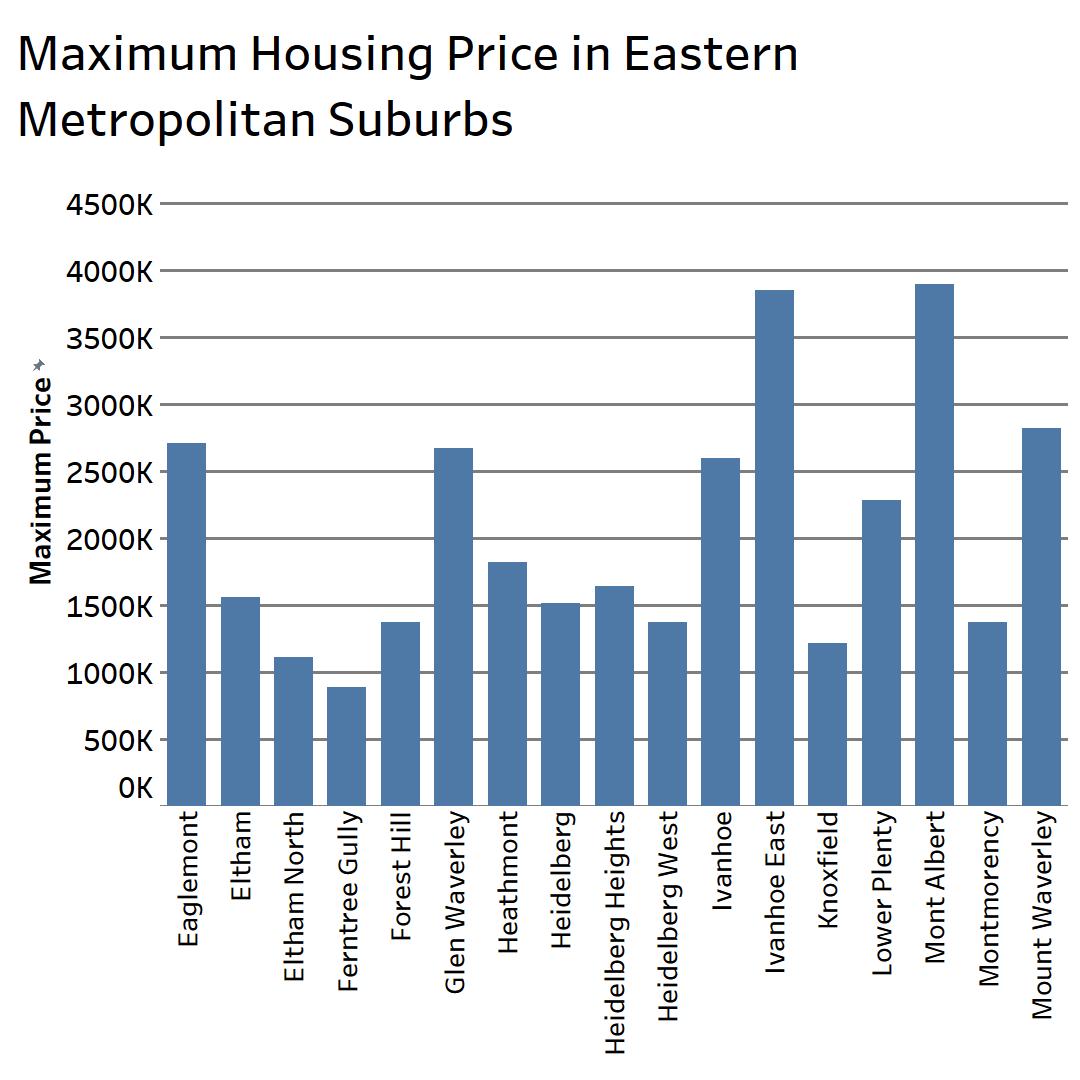 Maximum Housing Price in Eastern
Metropolitan Suburbs
4500K
4000K
3500K
3000K
2500K
2000K
1500K
1000K
500K
0K
Maximum Price
Eaglemont
Eltham
Eltham North
Ferntree Gully
Forest Hill
Glen Waverley
Heathmont
Heidelberg
Heidelberg Heights
Heidelberg West
Ivanhoe
Ivanhoe East
Knoxfield
Lower Plenty
Mont Albert
Montmorency
Mount Waverley